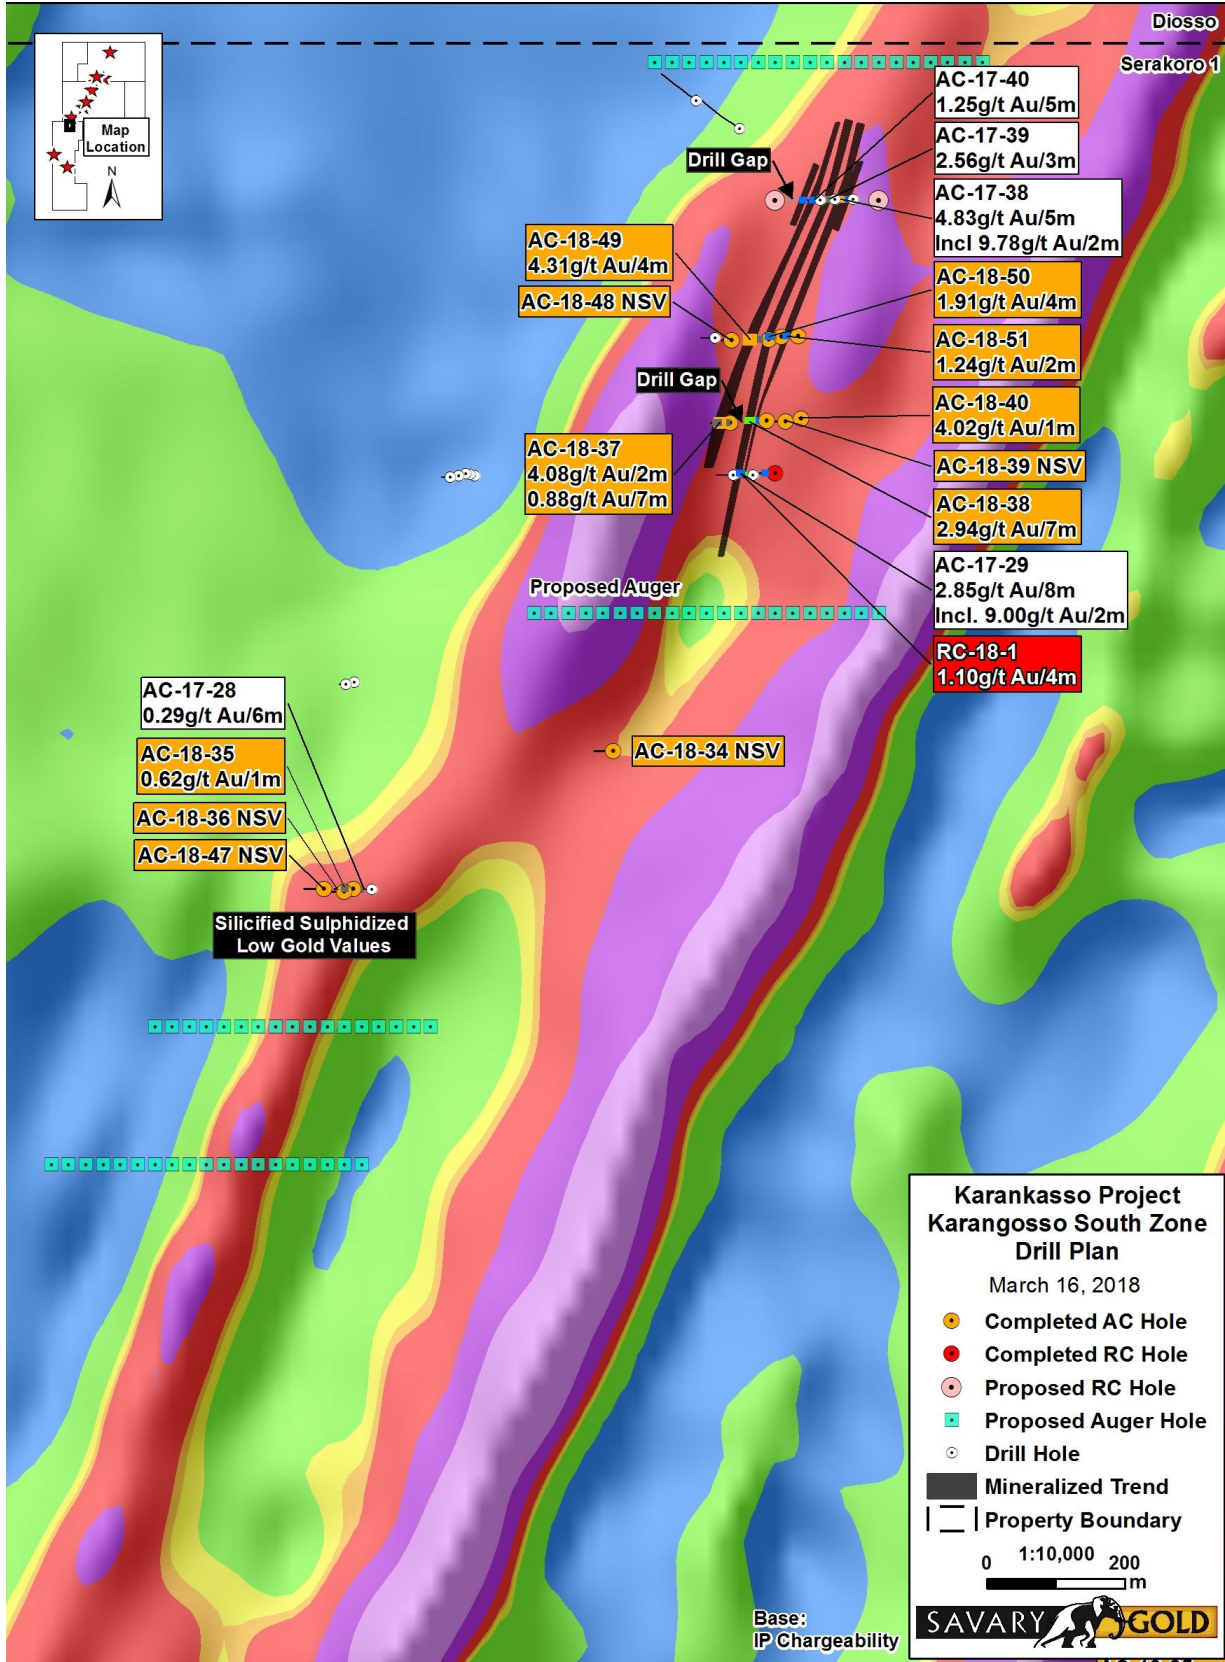 Diosso
Serakoro 1
Map
Location
N
AC-17-40
1.25g/t Au/5m
AC-17-39
2.56g/t Au/3m
Drill Gap
AC-17-38
4.83g/t Au/5m
Incl 9.78g/t Au/2m
AC-18-49
4.31g/t Au/4m
AC-18-50
1.91g/t Au/4m
AC-18-48 NSV
AC-18-51
1.24g/t Au/2m
Drill Gap
AC-18-40
4.02g/t Au/1m
AC-18-37
4.08g/t Au/2m
0.88g/t Au/7m
AC-18-39 NSV
AC-18-38
2.94g/t Au/7m
AC-17-29
2.85g/t Au/8m
Incl. 9.00g/t Au/2m
Proposed Auger
RC-18-1
1.10g/t Au/4m
AC-17-28
0.29g/t Au/6m
AC-18-35
0.62g/t Au/1m
AC-18-34 NSV
AC-18-36 NSV
AC-18-47 NSV
Silicified Sulphidized
Low Gold Values
Karankasso Project
Karangosso South Zone
Drill Plan
March 16, 2018
Completed AC Hole
Completed RC Hole
Proposed RC Hole
Proposed Auger Hole
Drill Hole
Mineralized Trend
Property Boundary
1:10,000
0 200
m
SAVARY GOLD
Base:
IP Chargeability